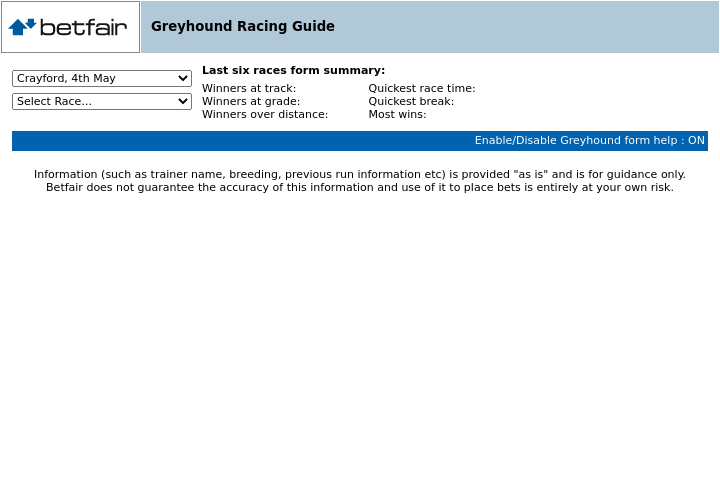 betfair
Greyhound Racing Guide
Crayford, 4th May
Select Race...
Last six races form summary:
Winners at track:
Quickest race time:
Winners at grade:
Quickest break:
Winners over distance:
Most wins:
Enable/Disable Greyhound form help : ON
Information (such as trainer name, breeding, previous run information etc) is provided "as is" and is for guidance only.
Betfair does not guarantee the accuracy of this information and use of it to place bets is entirely at your own risk.